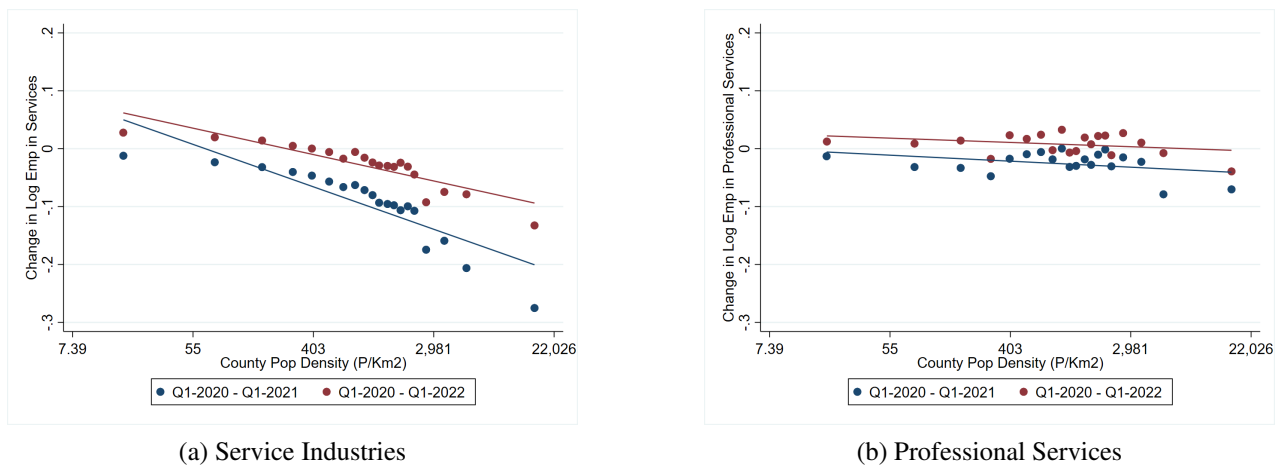 Change in Log Emp in Services
.2
.1
0
-.1
-.2
-.3
7.39 55 403 2,981 22,026
County Pop Density (P/Km2)
Q1-2020 - Q1-2021 Q1-2020 - Q1-2022
(a) Service Industries
Change in Log Emp in Professional Services
.2
.1
0
-.1
-.2
-.3
7.39 55 403 2,981 22,026
County Pop Density (P/Km2)
Q1-2020 - Q1-2021 Q1-2020 - Q1-2022
(b) Professional Services